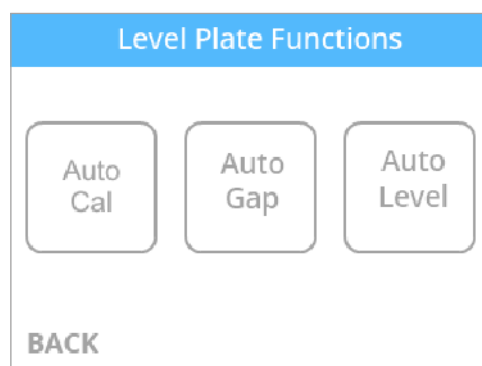 Level Plate Functions
Auto
Cal
Auto
Gap
Auto
Level
BACK